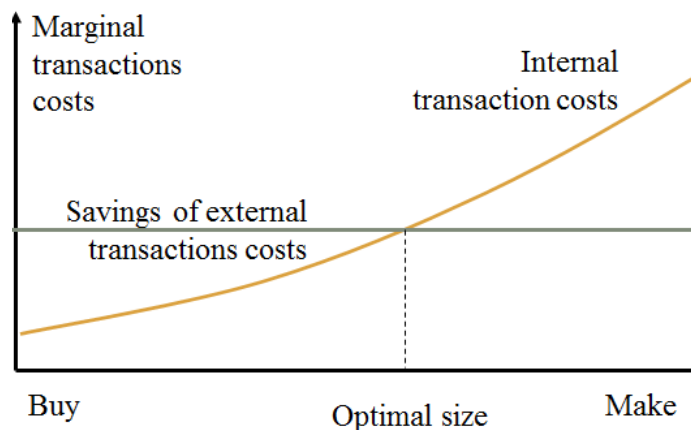 Marginal
transactions
costs
Internal
transaction costs
Savings of external
transactions costs
Buy
Optimal size
Make